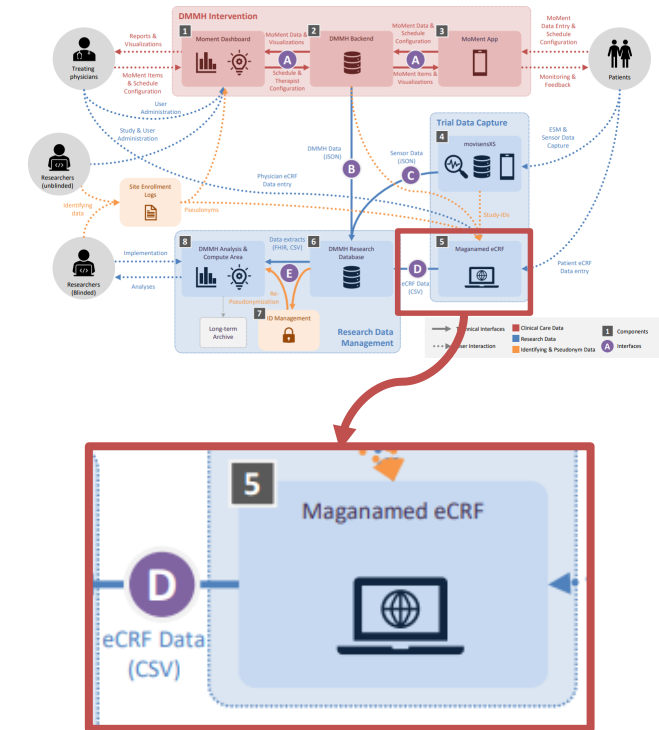 DMMH Intervention
Reports &
Visualizations
1
Moment Dashboard
MoMent Data &
Visualizations
A
Schedule &
Therapist
Configuration
2
DMMH Backend
MoMent Data &
Schedule
Configuration
A
MoMent Items &
Visualizations
3
MoMent App
MoMent
Data Entry &
Schedule
Configuration
Treating
physicians
MoMent Items
& Schedule
Configuration
Monitoring &
Feedback
Patients
User
Administration
Study & User
Administration
Researchers
(unblinded)
Physician eCRF
Data entry
DMMH Data
(JSON)
B
Sensor Data
(JSON)
C
Trial Data Capture
4
movisensXS
ESM &
Sensor Data
Capture
Identifying
data
Site Enrollment
Logs
Pseudonyms
Study-IDs
Researchers
(Blinded)
Implementation
Analyses
8
DMMH Analysis &
Compute Area
Data extracts
(FHIR, CSV)
E
6
DMMH Research
Database
D
eCRF Data
(CSV)
5
Maganamed eCRF
Patient eCRF
Data entry
Re-
Pseudonymization
7
ID Management
Long-term
Archive
Research Data
Management
Technical Interfaces
User Interaction
Clinical Care Data
Research Data
Identifying & Pseudonym Data
1
Components
A
Interfaces
5
Maganamed eCRF
D
eCRF Data
(CSV)